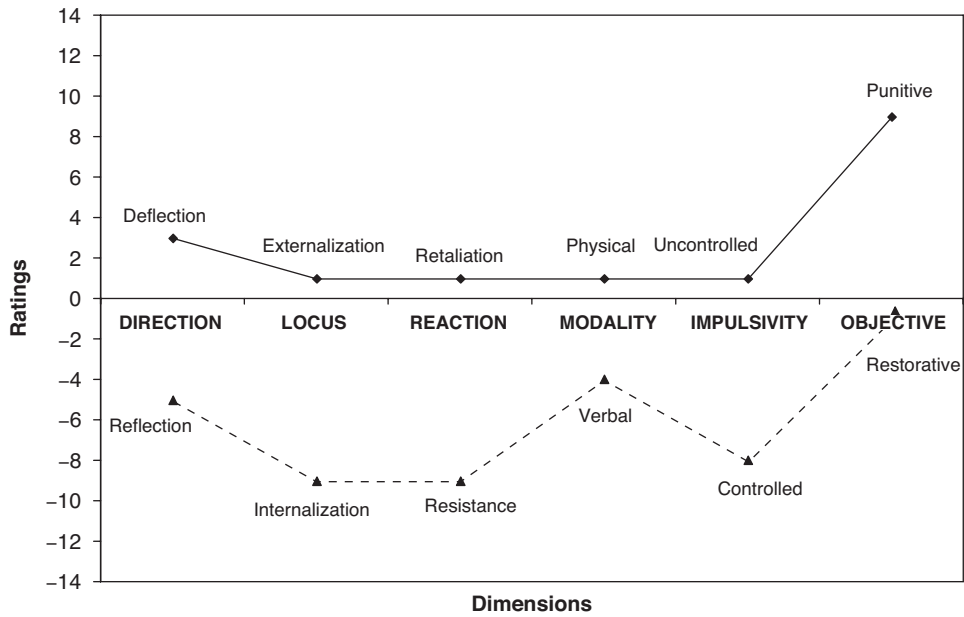 14
12
10
8
6
4
2
0
−2
−4
−6
−8
−10
−12
−14
Ratings
Punitive
Deflection
Externalization
Retaliation
Physical
Uncontrolled
DIRECTION LOCUS REACTION MODALITY IMPULSIVITY OBJECTIVE
Restorative
Reflection
Verbal
Internalization
Resistance
Controlled
Dimensions